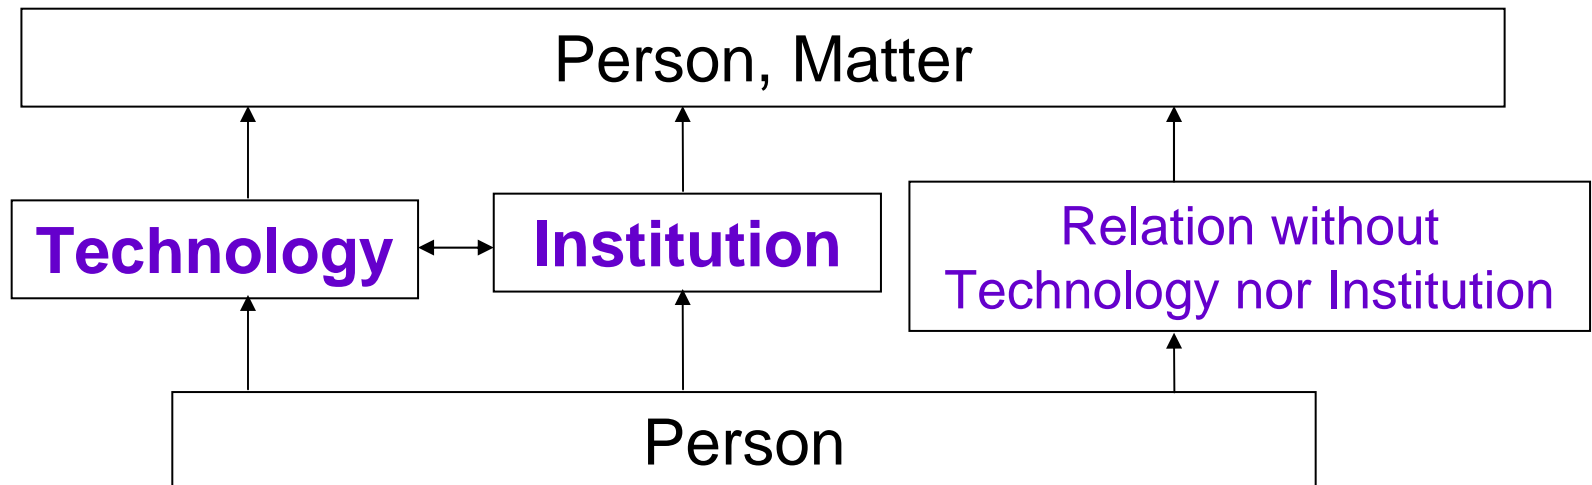 Person, Matter
Technology
Institution
Relation without
Technology nor Institution
Person